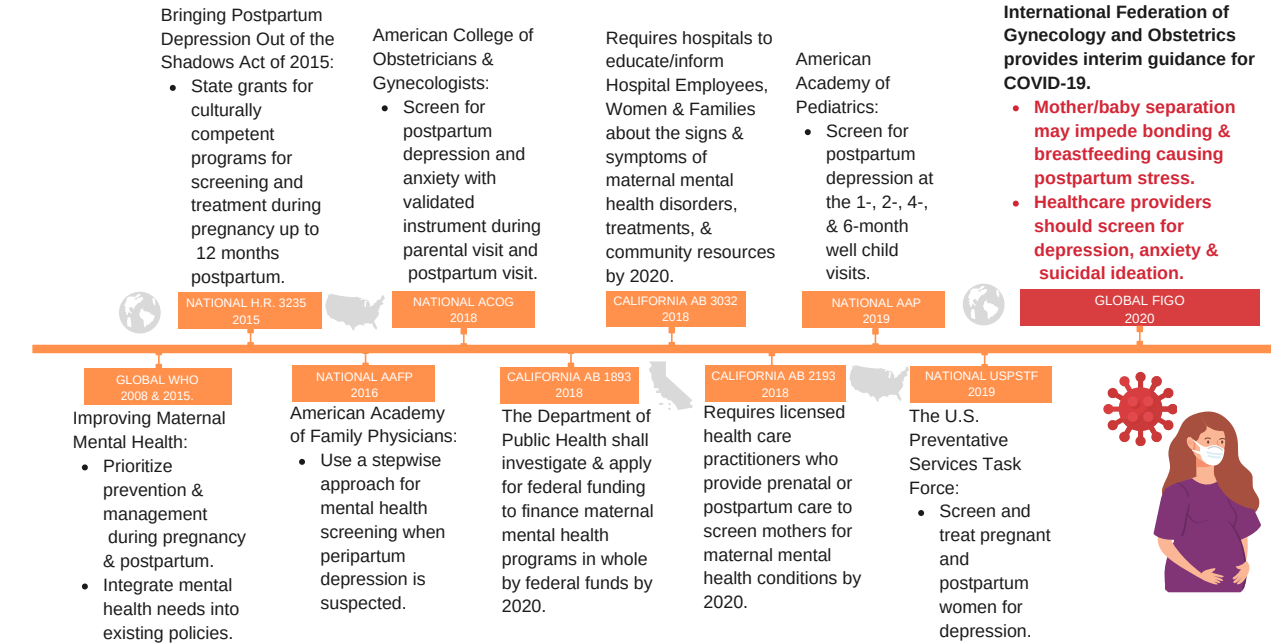 Bringing Postpartum
Depression Out of the
Shadows Act of 2015:
• State grants for
culturally
competent
programs for
screening and
treatment during
pregnancy up to
12 months
postpartum.
NATIONAL H.R. 3235
2015
American College of
Obstetricians &
Gynecologists:
• Screen for
postpartum
depression and
anxiety with
validated
instrument during
parental visit and
postpartum visit.
NATIONAL ACOG
2018
Requires hospitals to
educate/inform
Hospital Employees,
Women & Families
about the signs &
symptoms of
maternal mental
health disorders,
treatments, &
community resources
by 2020.
CALIFORNIA AB 3032
2018
American
Academy of
Pediatrics:
• Screen for
postpartum
depression at
the 1-, 2-, 4-,
& 6-month
well child
visits.
NATIONAL AAP
2019
International Federation of
Gynecology and Obstetrics
provides interim guidance for
COVID-19.
• Mother/baby separation
may impede bonding &
breastfeeding causing
postpartum stress.
• Healthcare providers
should screen for
depression, anxiety &
suicidal ideation.
GLOBAL FIGO
2020
GLOBAL WHO
2008 & 2015.
Improving Maternal
Mental Health:
• Prioritize
prevention &
management
during pregnancy
& postpartum.
• Integrate mental
health needs into
existing policies.
NATIONAL AAFP
2016
American Academy
of Family Physicians:
• Use a stepwise
approach for
mental health
screening when
peripartum
depression is
suspected.
CALIFORNIA AB 1893
2018
The Department of
Public Health shall
investigate & apply
for federal funding
to finance maternal
mental health
programs in whole
by federal funds by
2020.
CALIFORNIA AB 2193
2018
Requires licensed
health care
practitioners who
provide prenatal or
postpartum care to
screen mothers for
maternal mental
health conditions by
2020.
NATIONAL USPSTF
2019
The U.S.
Preventative
Services Task
Force:
• Screen and
treat pregnant
and
postpartum
women for
depression.